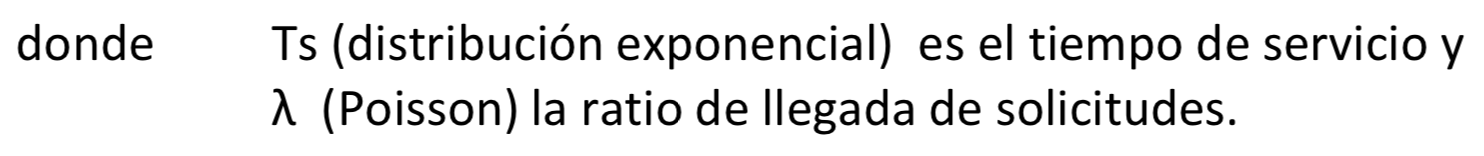 donde Ts (distribución exponencial) es el tiempo de servicio y
λ (Poisson) la ratio de llegada de solicitudes.